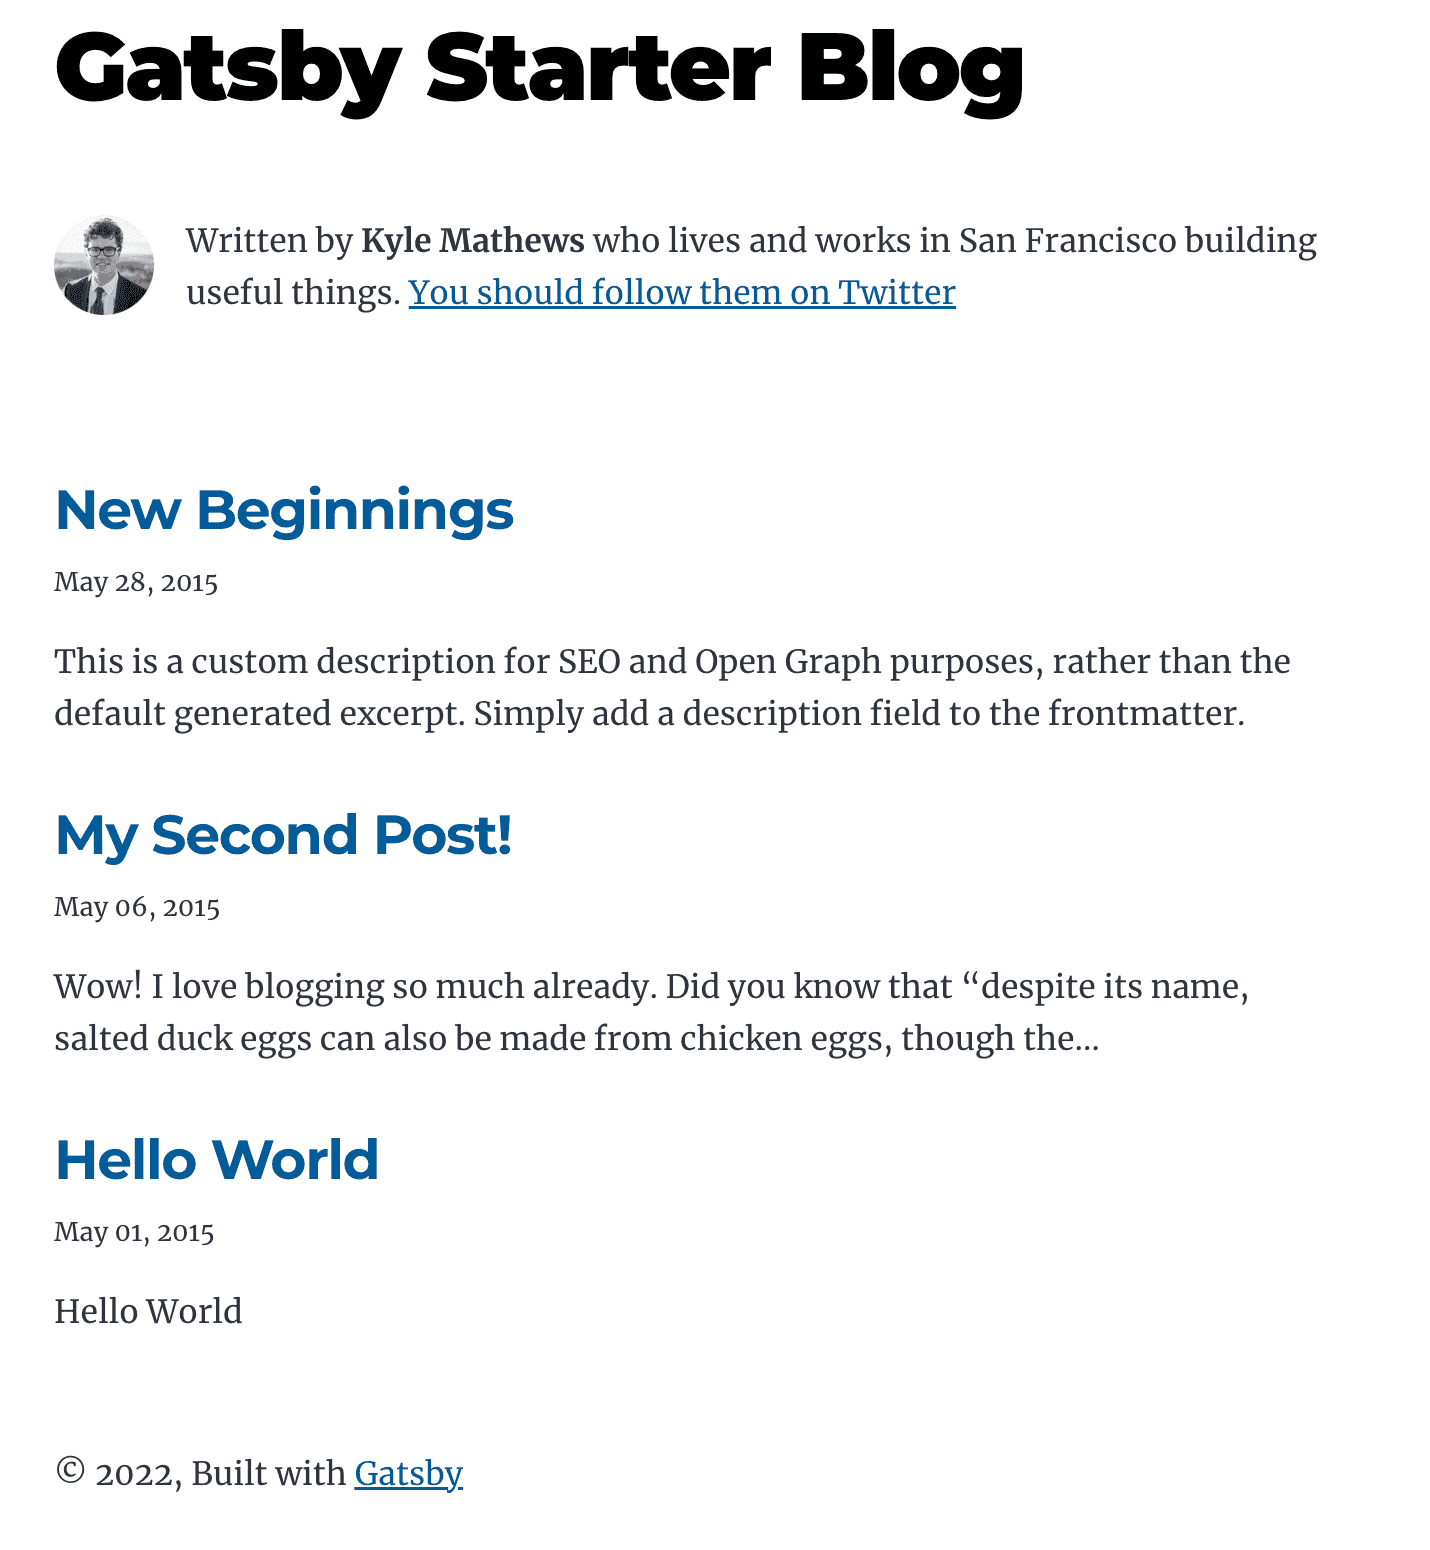 Gatsby Starter Blog
Written by Kyle Mathews who lives and works in San Francisco building
useful things. You should follow them on Twitter
New Beginnings
May 28, 2015
This is a custom description for SEO and Open Graph purposes, rather than the
default generated excerpt. Simply add a description field to the frontmatter.
My Second Post!
May 06, 2015
Wow! I love blogging so much already. Did you know that “despite its name,
salted duck eggs can also be made from chicken eggs, though the…
Hello World
May 01, 2015
Hello World
© 2022, Built with Gatsby